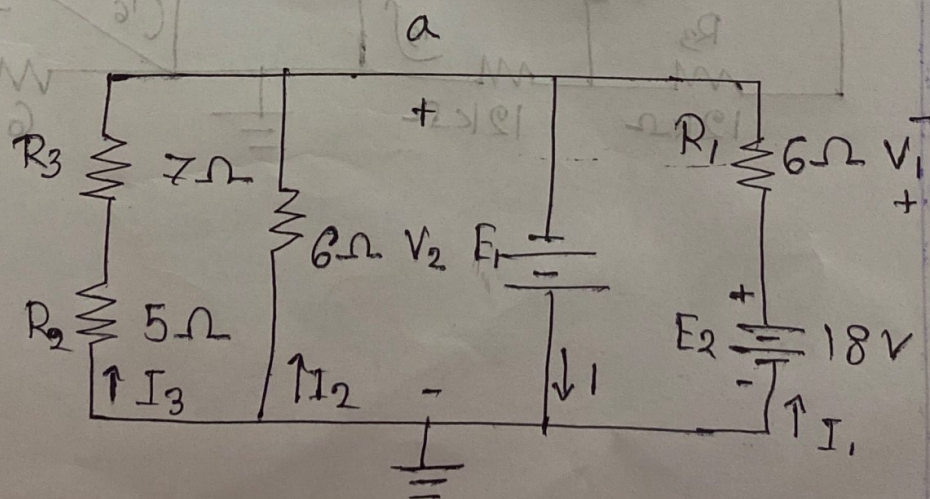 a
+
R3 7Ω
R1 6Ω V1
-
+
6Ω V2 E1
-
R2 5Ω
+
E2 18V
-
↑ I3
↑I2
-
↓ I
↑ I1